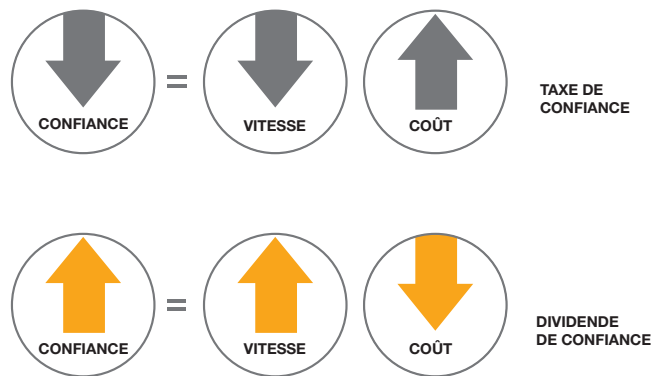 CONFIANCE
=
VITESSE
COÛT
TAXE DE
CONFIANCE
CONFIANCE
=
VITESSE
COÛT
DIVIDENDE
DE CONFIANCE